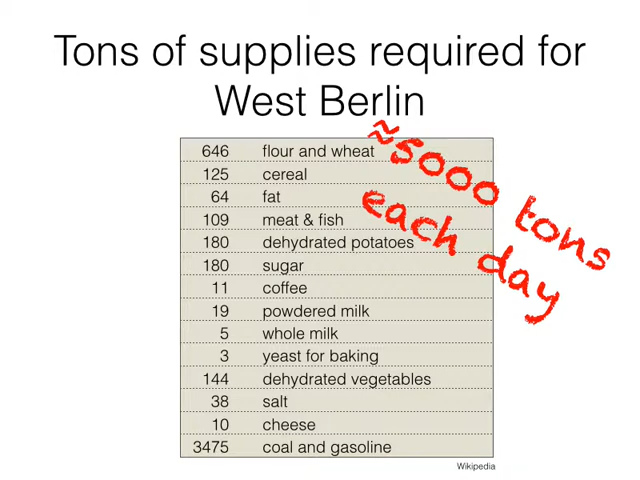 Tons of supplies required for
West Berlin
646 flour and wheat
125 cereal
64 fat
109 meat & fish
180 dehydrated potatoes
180 sugar
11 coffee
19 powdered milk
5 whole milk
3 yeast for baking
144 dehydrated vegetables
38 salt
10 cheese
3475 coal and gasoline
≈5000 tons
each day
Wikipedia